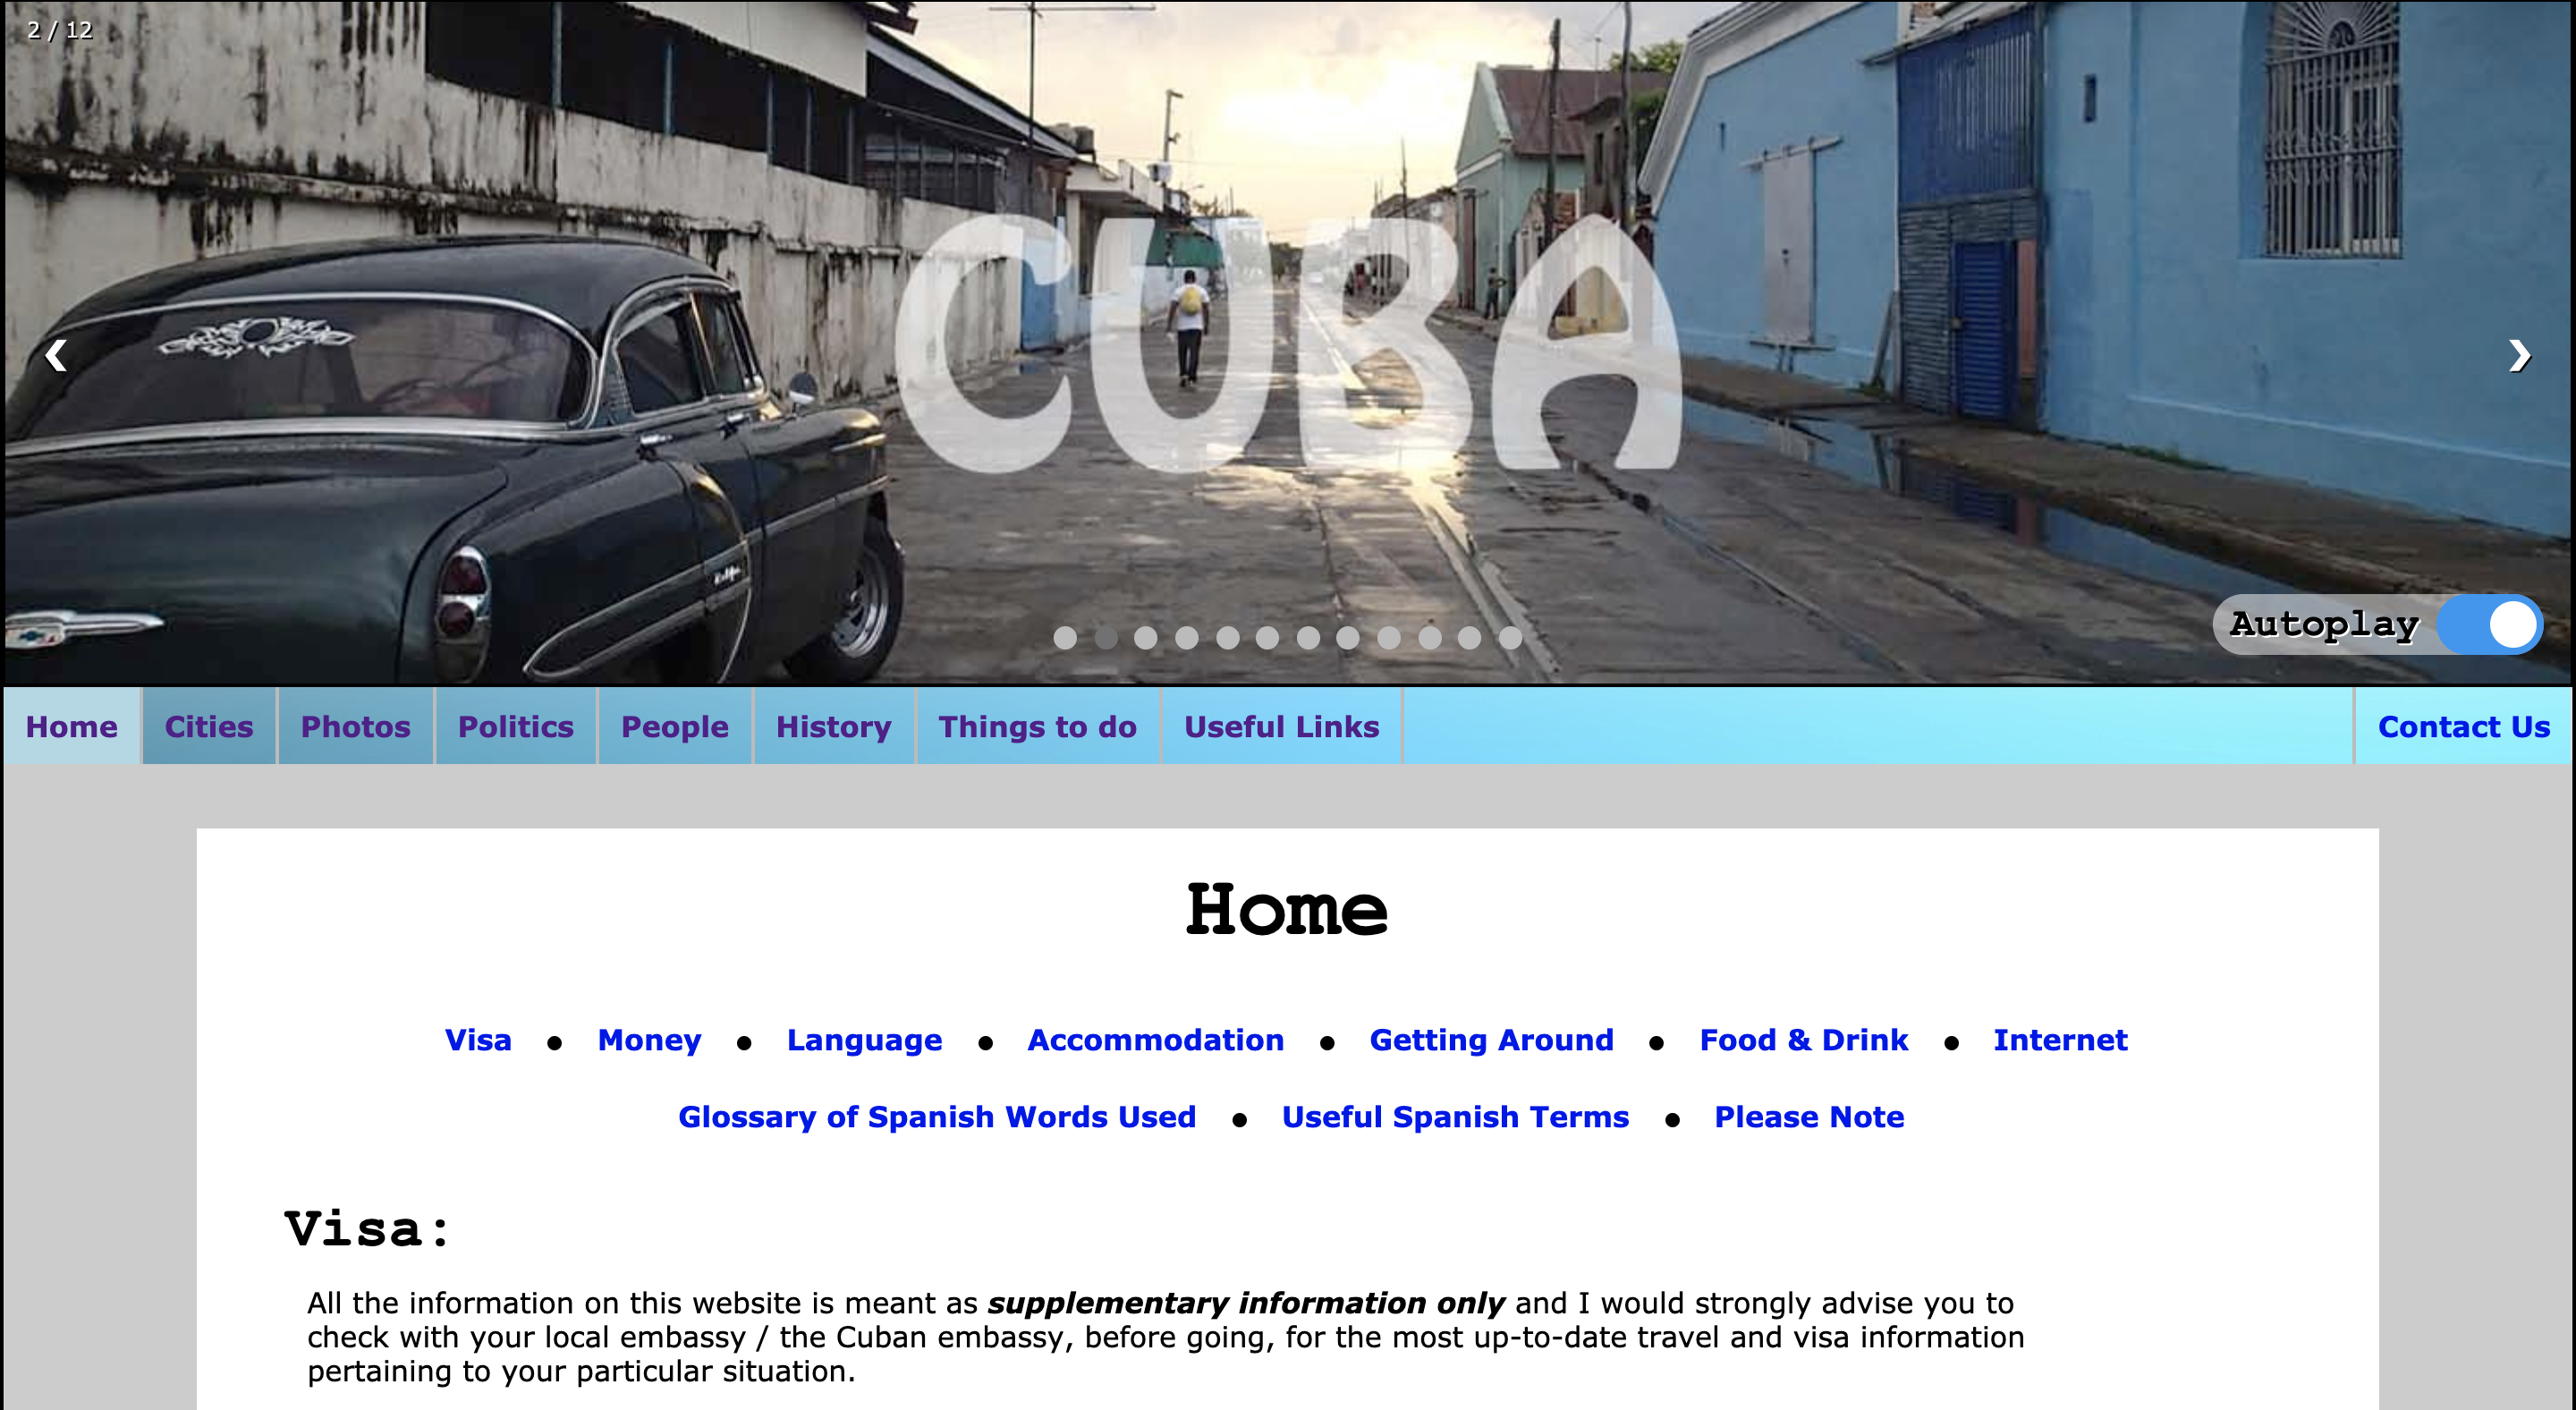 2 / 12
CUBA
❮
❯
Autoplay
Home Cities Photos Politics People History Things to do Useful Links Contact Us
Home
Visa ● Money ● Language ● Accommodation ● Getting Around ● Food & Drink ● Internet
Glossary of Spanish Words Used ● Useful Spanish Terms ● Please Note
Visa:
All the information on this website is meant as supplementary information only and I would strongly advise you to
check with your local embassy / the Cuban embassy, before going, for the most up-to-date travel and visa information
pertaining to your particular situation.